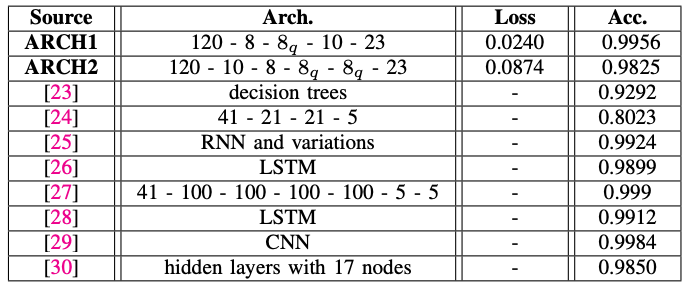 Source Arch. Loss Acc.
ARCH1 120 - 8 - 8q - 10 - 23 0.0240 0.9956
ARCH2 120 - 10 - 8 - 8q - 8q - 23 0.0874 0.9825
[23] decision trees - 0.9292
[24] 41 - 21 - 21 - 5 - 0.8023
[25] RNN and variations - 0.9924
[26] LSTM - 0.9899
[27] 41 - 100 - 100 - 100 - 100 - 5 - 5 - 0.999
[28] LSTM - 0.9912
[29] CNN - 0.9984
[30] hidden layers with 17 nodes - 0.9850